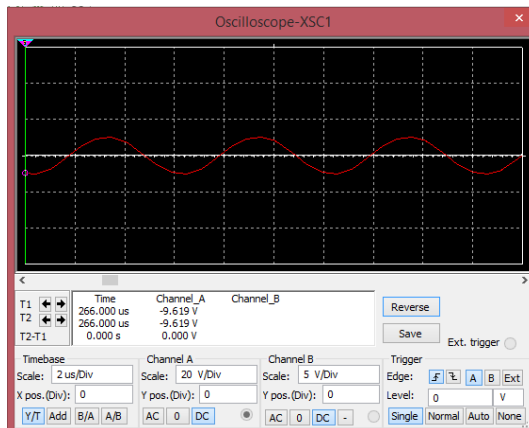 Oscilloscope-XSC1
×
T1
T2
T2-T1
Time Channel_A Channel_B
266.000 us -9.619 V
266.000 us -9.619 V
0.000 s 0.000 V
Reverse
Save
Ext. trigger
Timebase
Scale: 2 us/Div
X pos.(Div): 0
Y/T Add B/A A/B
Channel A
Scale: 20 V/Div
Y pos.(Div): 0
AC 0 DC
Channel B
Scale: 5 V/Div
Y pos.(Div): 0
AC 0 DC -
Trigger
Edge: A B Ext
Level: 0 V
Single Normal Auto None